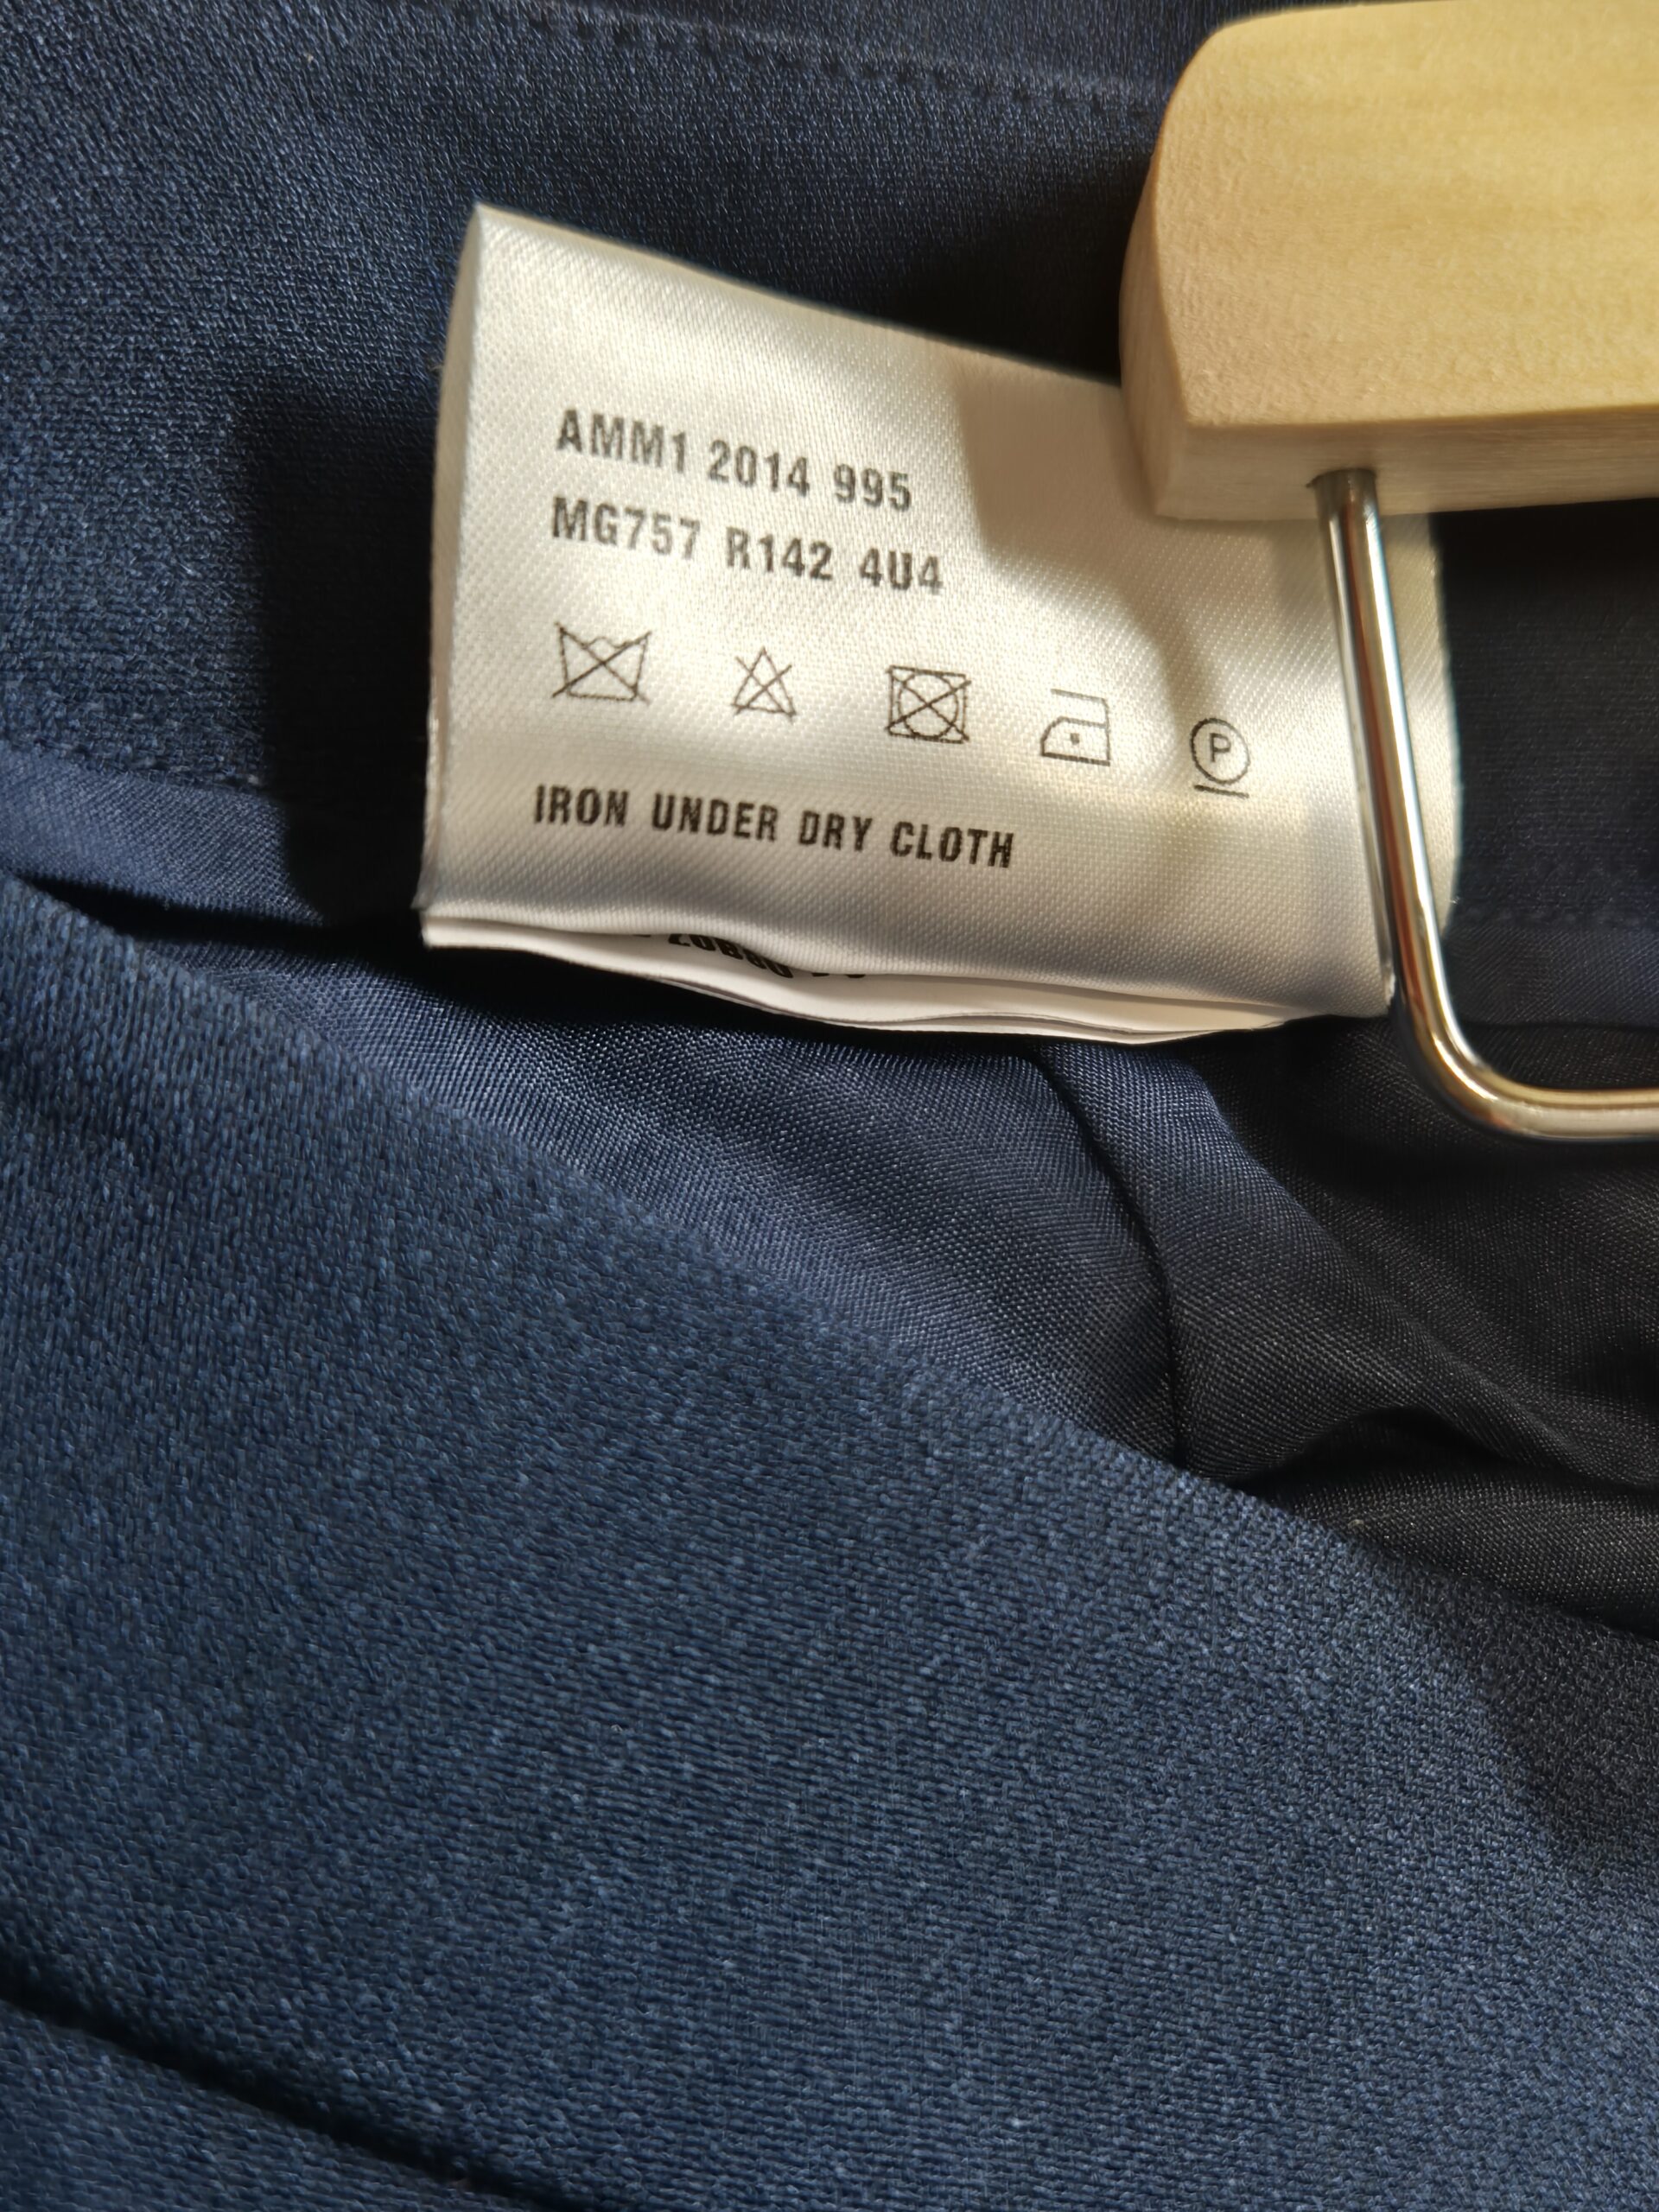 AMM1 2014 995
MG757 R142 4U4
P
IRON UNDER DRY CLOTH